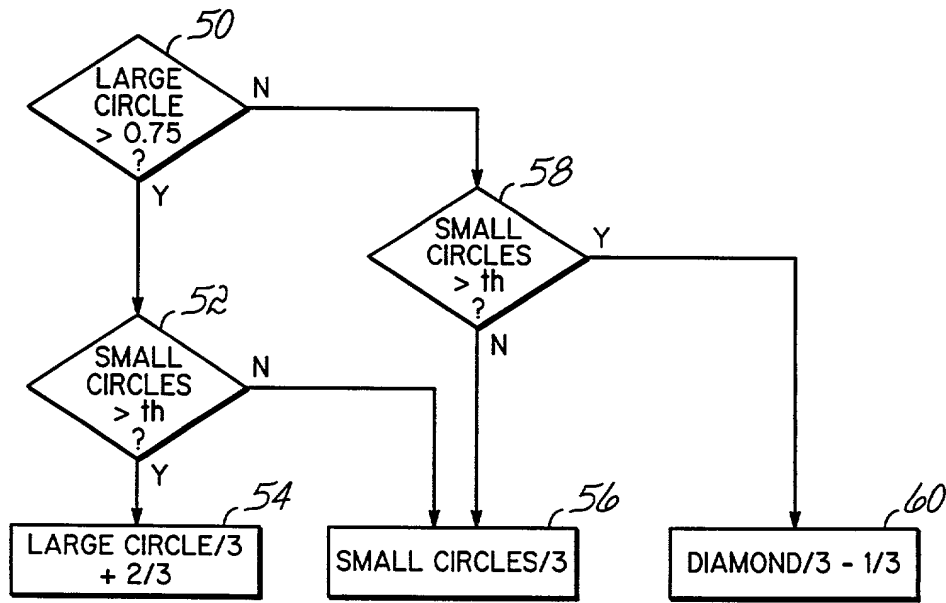 50
LARGE
CIRCLE
> 0.75
?
N
Y
58
SMALL
CIRCLES
> th
?
Y
N
52
SMALL
CIRCLES
> th
?
N
Y
54
LARGE CIRCLE/3
+ 2/3
56
SMALL CIRCLES/3
60
DIAMOND/3 - 1/3